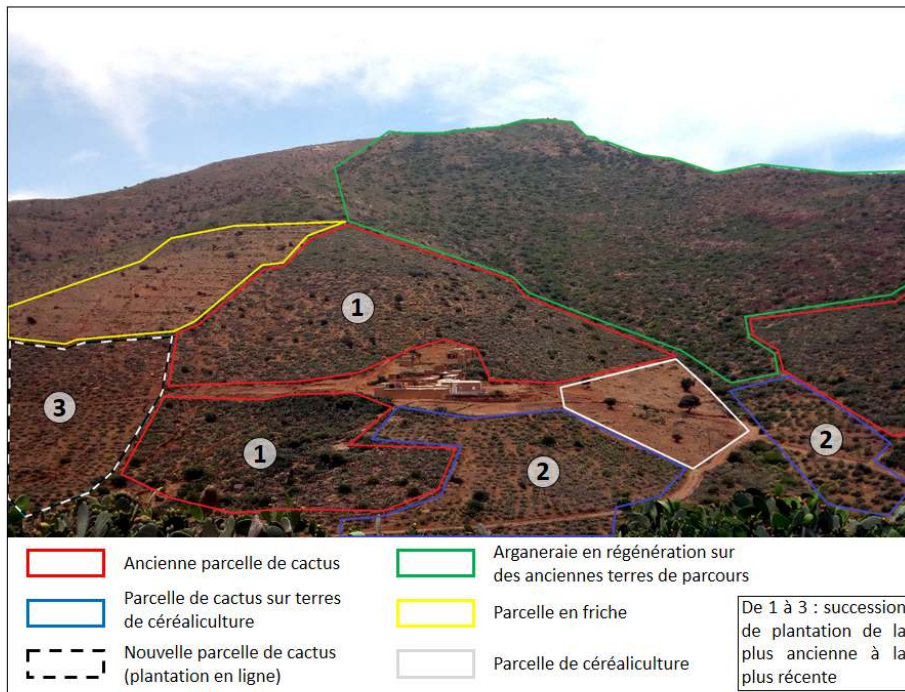 1
3
1
2
2
Ancienne parcelle de cactus
Parcelle de cactus sur terres
de céréaliculture
Nouvelle parcelle de cactus
(plantation en ligne)
Arganeraie en régénération sur
des anciennes terres de parcours
Parcelle en friche
Parcelle de céréaliculture
De 1 à 3 : succession
de plantation de la
plus ancienne à la
plus récente